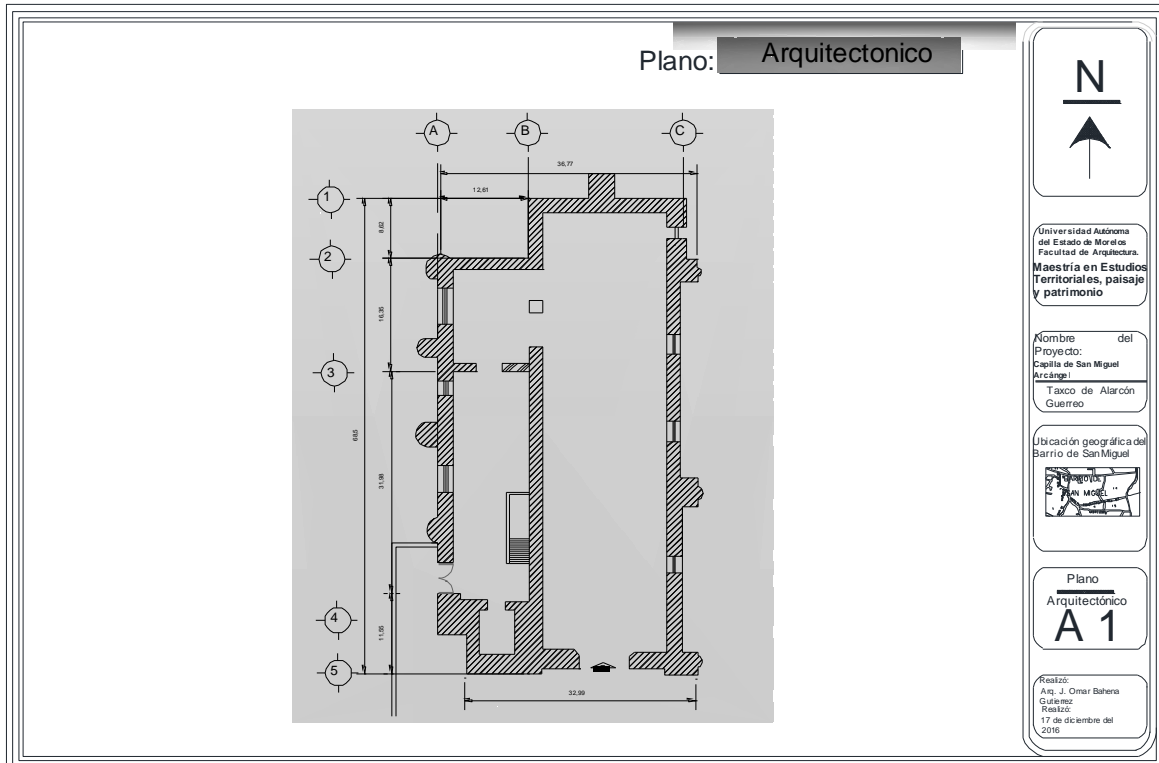 Plano: Arquitectonico
A
B
C
36,77
12,61
1
2
3
4
5
8,62
16,35
68,5
31,98
11,55
32,99
N
Universidad Autónoma
del Estado de Morelos
Facultad de Arquitectura.
Maestría en Estudios
Territoriales, paisaje
y patrimonio
Nombre del
Proyecto:
Capilla de San Miguel
Arcángel
Taxco de Alarcón
Guerreo
Ubicación geográfica del
Barrio de San Miguel
BARRIO DE
SAN MIGUEL
Plano
Arquitectónico
A 1
Realizó:
Arq. J. Omar Bahena
Gutierrez
Realizó:
17 de diciembre del
2016